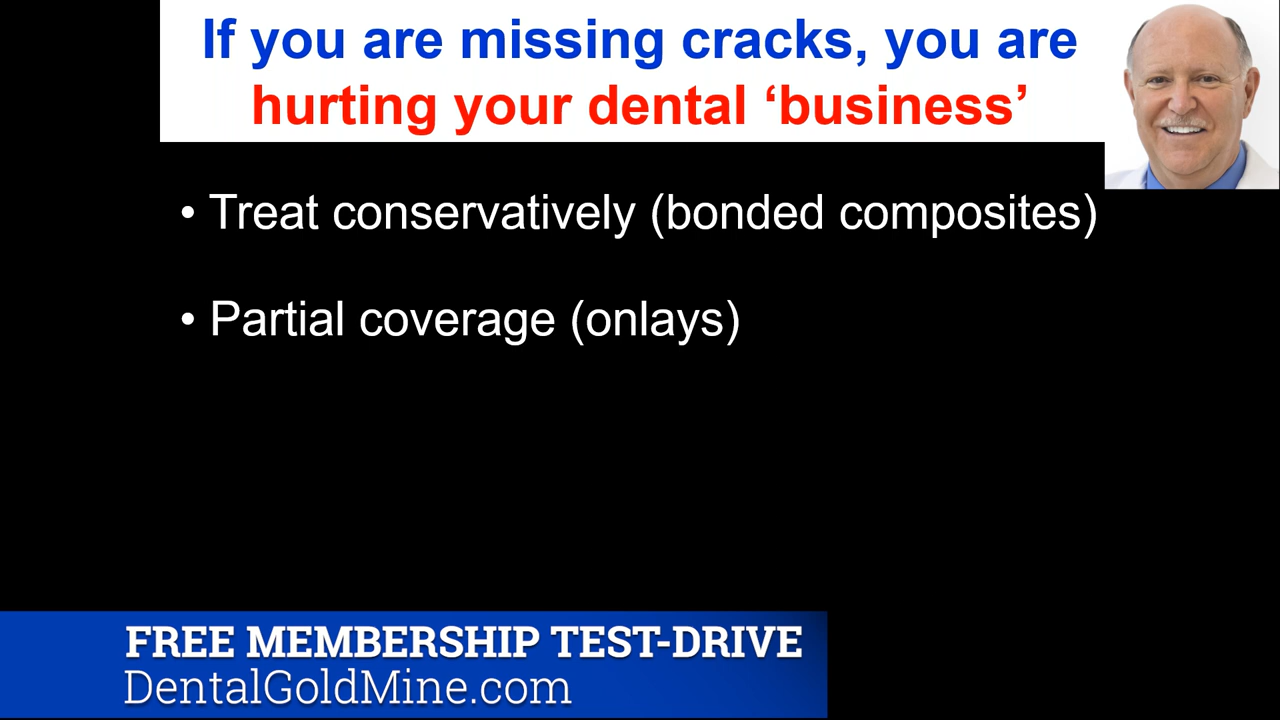 If you are missing cracks, you are
hurting your dental ‘business’
• Treat conservatively (bonded composites)
• Partial coverage (onlays)
FREE MEMBERSHIP TEST-DRIVE
DentalGoldMine.com